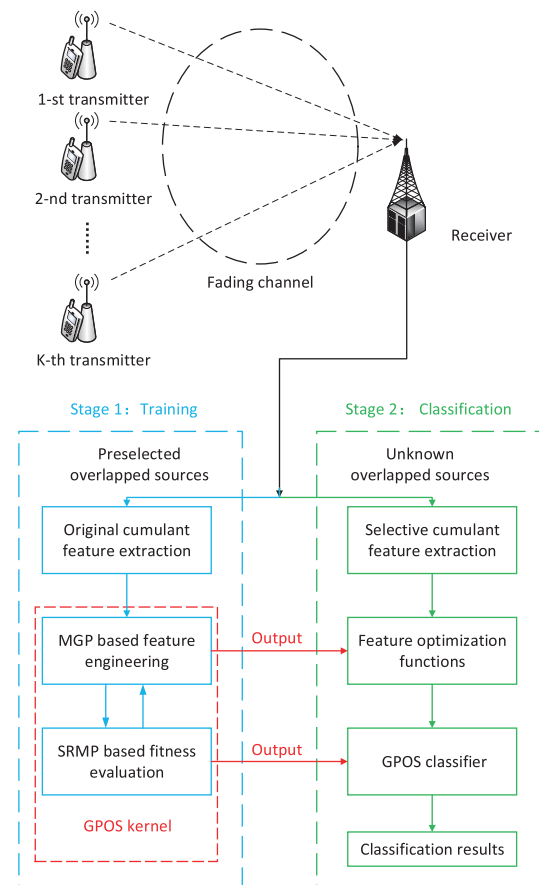 1-st transmitter
2-nd transmitter
K-th transmitter
Fading channel
Receiver
Stage 1：Training
Stage 2： Classification
Preselected
overlapped sources
Unknown
overlapped sources
Original cumulant
feature extraction
Selective cumulant
feature extraction
MGP based feature
engineering
Output
Feature optimization
functions
SRMP based fitness
evaluation
Output
GPOS classifier
GPOS kernel
Classification results